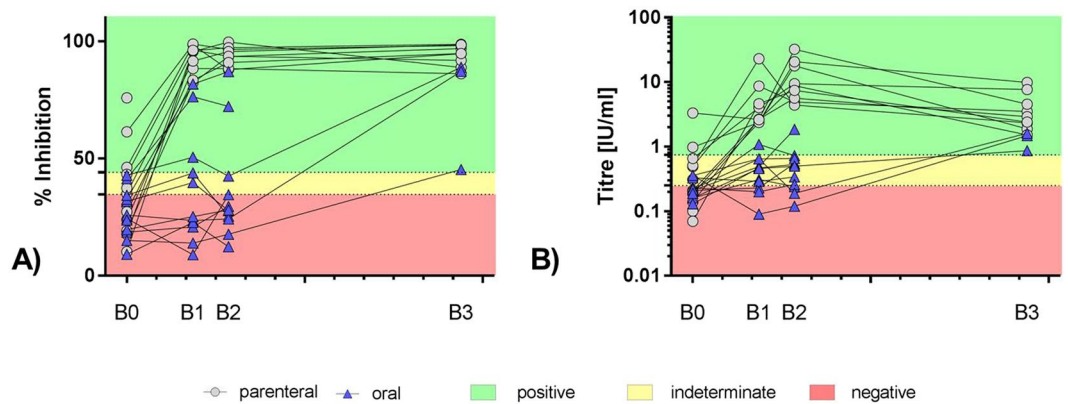 A)
% Inhibition
100
50
0
B0 B1 B2 B3
B)
Titre [IU/ml]
100
10
1
0.1
0.01
B0 B1 B2 B3
parenteral oral positive indeterminate negative